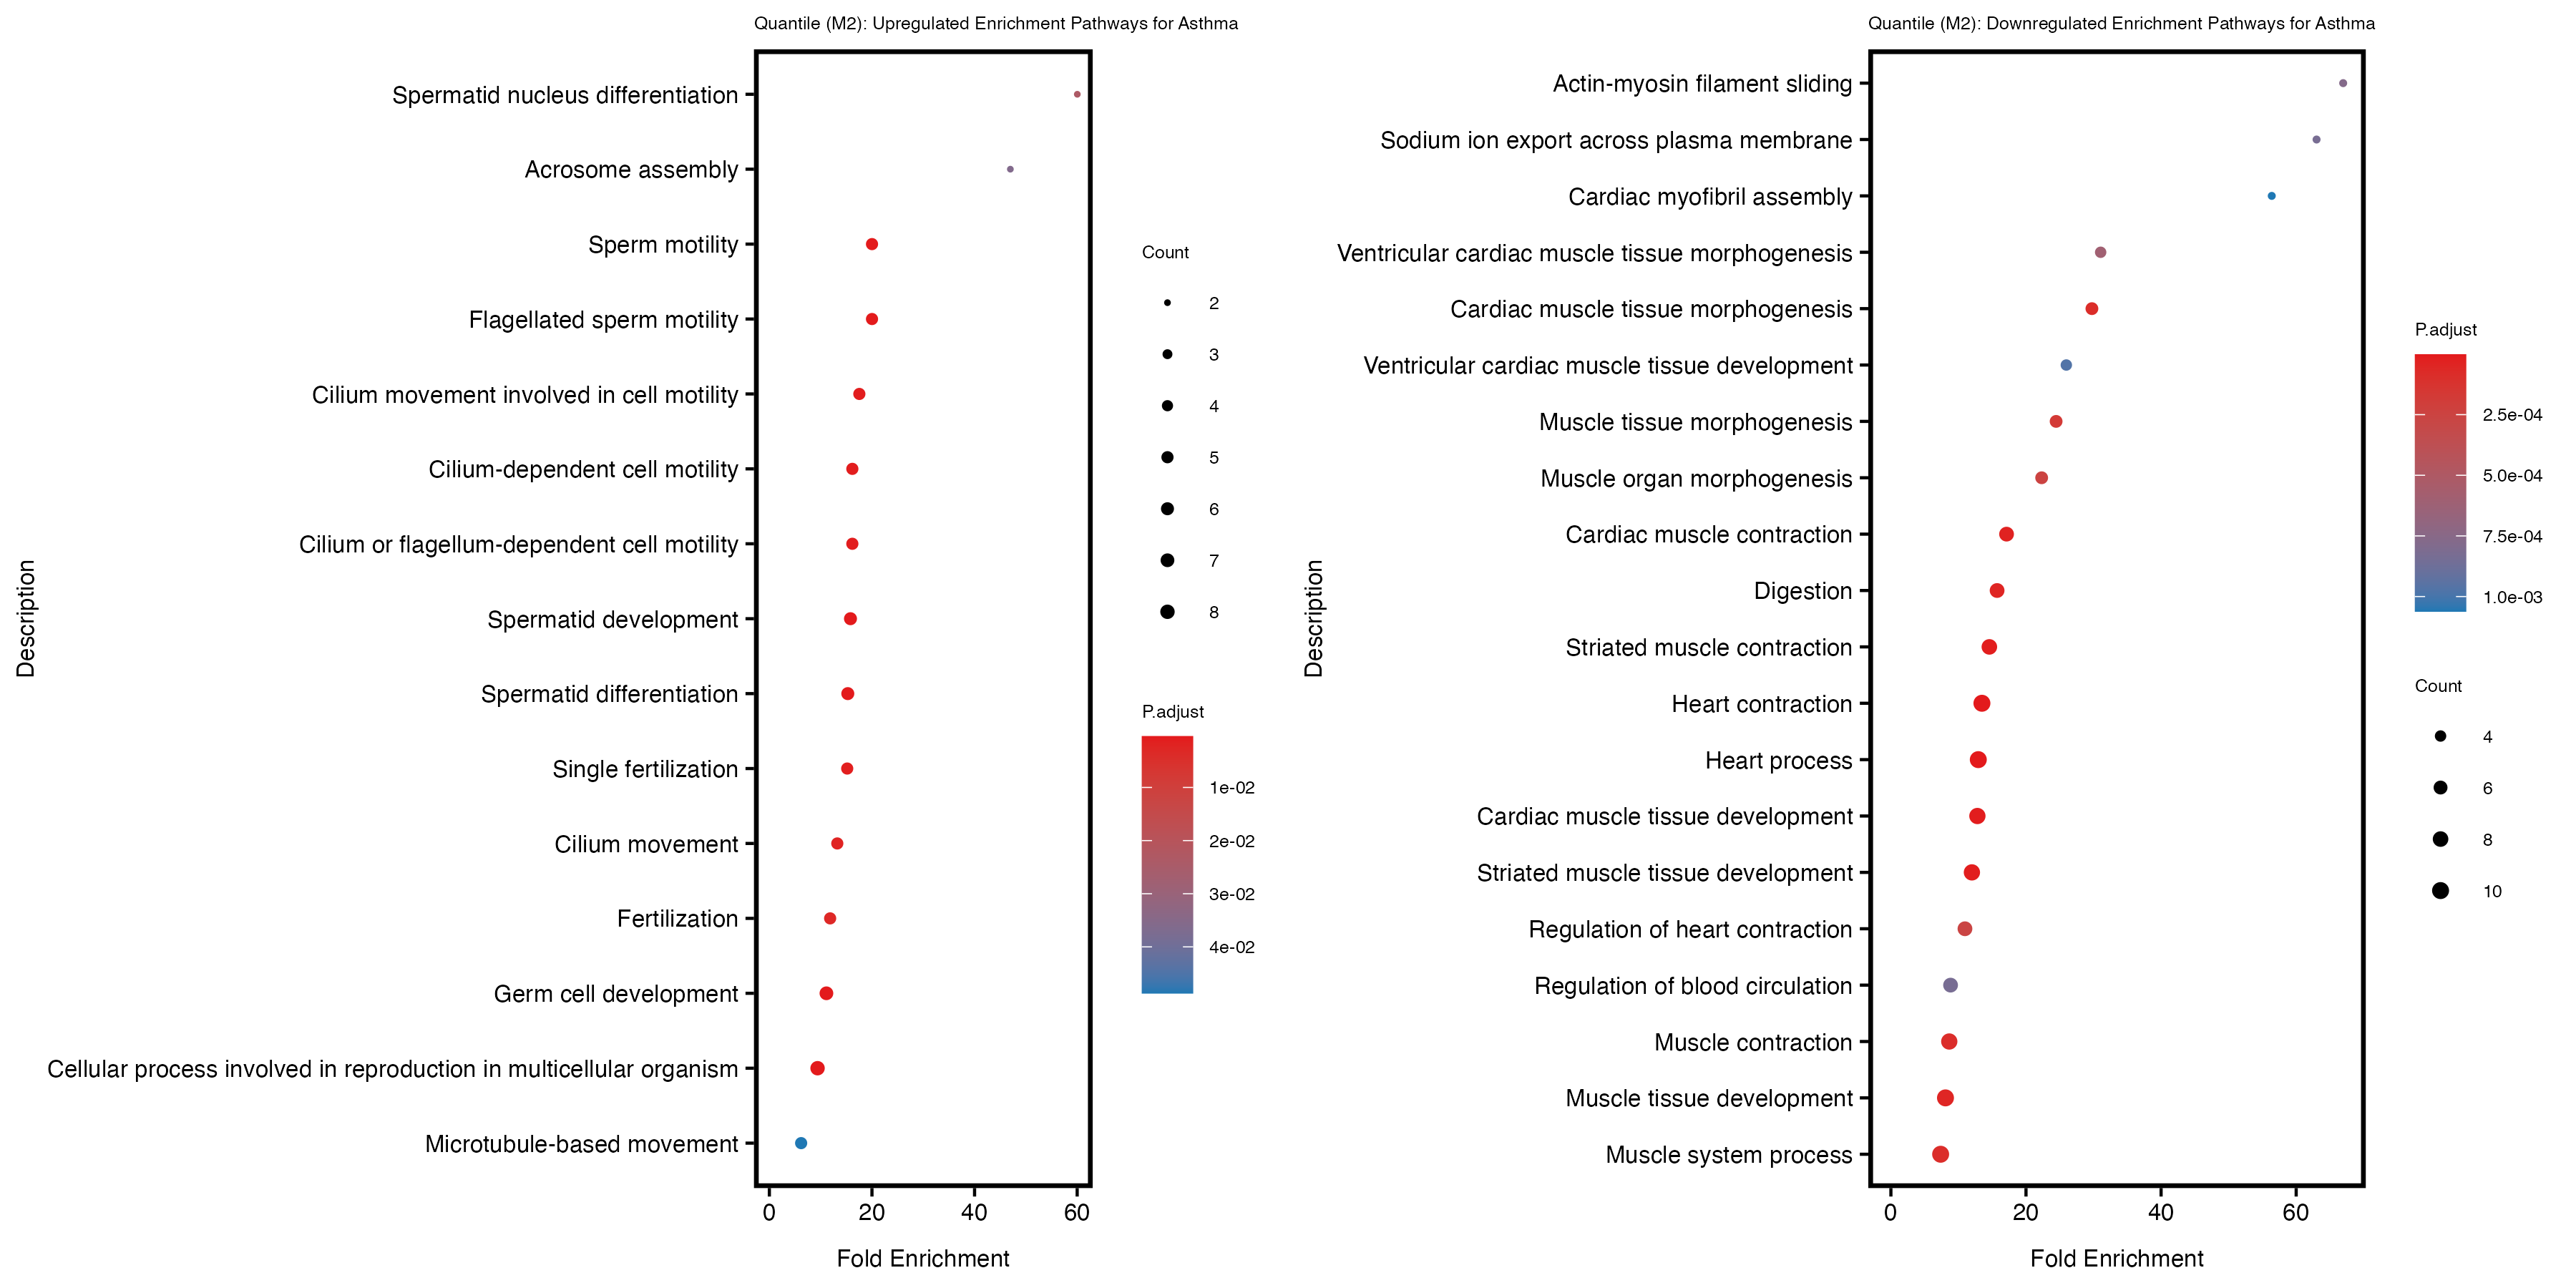 Quantile (M2): Upregulated Enrichment Pathways for Asthma
Description
Spermatid nucleus differentiation
Acrosome assembly
Sperm motility
Flagellated sperm motility
Cilium movement involved in cell motility
Cilium-dependent cell motility
Cilium or flagellum-dependent cell motility
Spermatid development
Spermatid differentiation
Single fertilization
Cilium movement
Fertilization
Germ cell development
Cellular process involved in reproduction in multicellular organism
Microtubule-based movement
0 20 40 60
Fold Enrichment
Count
2
3
4
5
6
7
8
P.adjust
1e-02
2e-02
3e-02
4e-02
Quantile (M2): Downregulated Enrichment Pathways for Asthma
Description
Actin-myosin filament sliding
Sodium ion export across plasma membrane
Cardiac myofibril assembly
Ventricular cardiac muscle tissue morphogenesis
Cardiac muscle tissue morphogenesis
Ventricular cardiac muscle tissue development
Muscle tissue morphogenesis
Muscle organ morphogenesis
Cardiac muscle contraction
Digestion
Striated muscle contraction
Heart contraction
Heart process
Cardiac muscle tissue development
Striated muscle tissue development
Regulation of heart contraction
Regulation of blood circulation
Muscle contraction
Muscle tissue development
Muscle system process
0 20 40 60
Fold Enrichment
P.adjust
2.5e-04
5.0e-04
7.5e-04
1.0e-03
Count
4
6
8
10